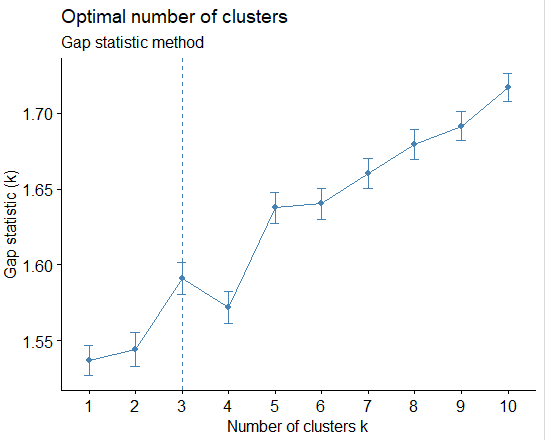 Optimal number of clusters
Gap statistic method
Gap statistic (k)
1.70
1.65
1.60
1.55
1 2 3 4 5 6 7 8 9 10
Number of clusters k